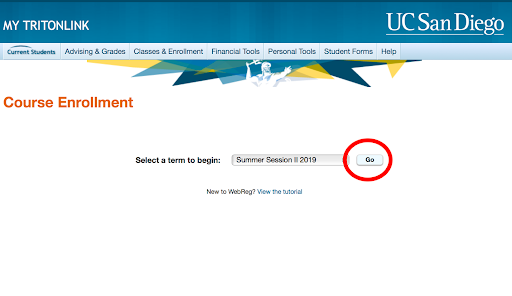 MY TRITONLINK
UC San Diego
Current Students Advising & Grades Classes & Enrollment Financial Tools Personal Tools Student Forms Help
Course Enrollment
Select a term to begin: Summer Session II 2019 Go
New to WebReg? View the tutorial